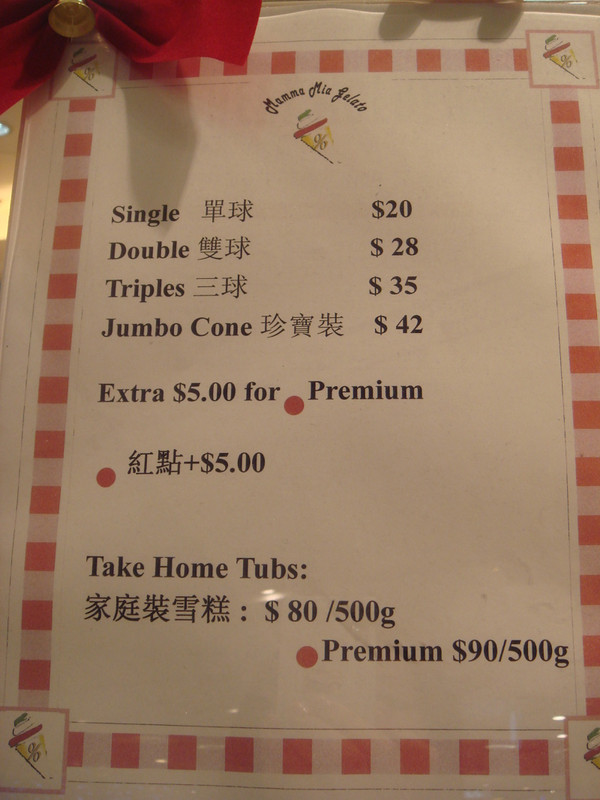 Mamma Mia Gelato
Single 單球 $20
Double 雙球 $ 28
Triples 三球 $ 35
Jumbo Cone 珍寶裝 $ 42
Extra $5.00 for Premium
紅點+$5.00
Take Home Tubs:
家庭裝雪糕 : $ 80 /500g
Premium $90/500g